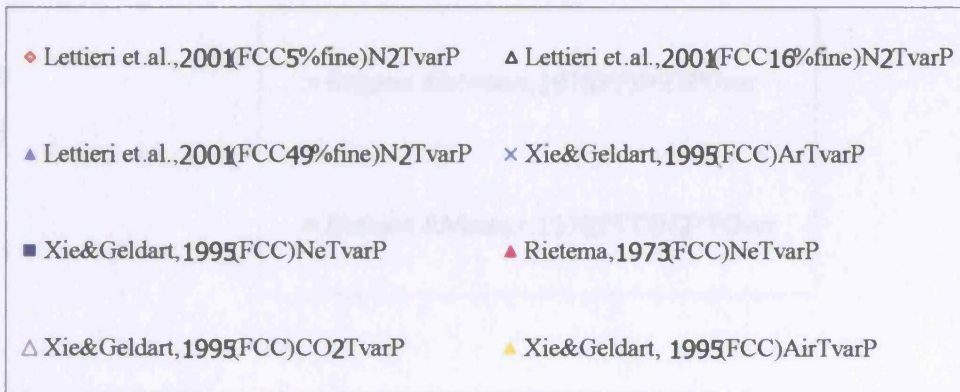 Lettieri et.al.,2001(FCC5%fine)N2TvarP Lettieri et.al.,2001(FCC16%fine)N2TvarP
Lettieri et.al.,2001(FCC49%fine)N2TvarP Xie&Geldart,1995(FCC)ArTvarP
Xie&Geldart,1995(FCC)NeTvarP Rietema,1973(FCC)NeTvarP
Xie&Geldart,1995(FCC)CO2TvarP Xie&Geldart, 1995(FCC)AirTvarP